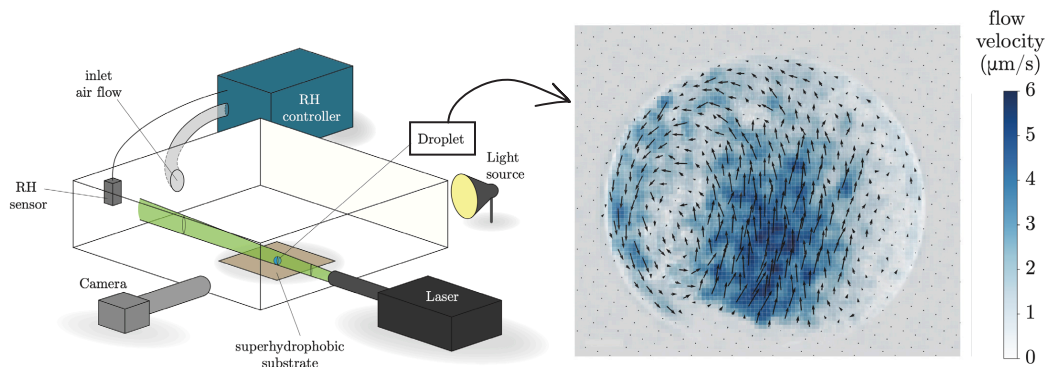 inlet
air flow
RH
controller
Droplet
Light
source
RH
sensor
Camera
Laser
superhydrophobic
substrate
flow
velocity
(μm/s)
6
5
4
3
2
1
0